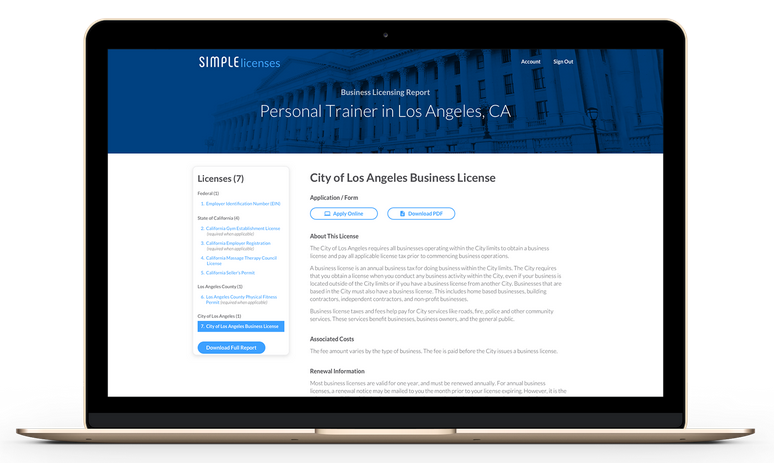 SIMPLE licenses
Account Sign Out
Business Licensing Report
Personal Trainer in Los Angeles, CA
Licenses (7)
Federal (1)
1. Employer Identification Number (EIN)
State of California (4)
2. California Gym Establishment License
(required when applicable)
3. California Employer Registration
(required when applicable)
4. California Massage Therapy Council
License
5. California Seller's Permit
Los Angeles County (1)
6. Los Angeles County Physical Fitness
Permit (required when applicable)
City of Los Angeles (1)
7. City of Los Angeles Business License
Download Full Report
City of Los Angeles Business License
Application / Form
Apply Online
Download PDF
About This License
The City of Los Angeles requires all businesses operating within the City limits to obtain a business
license and pay all applicable license tax prior to commencing business operations.
A business license is an annual business tax for doing business within the City limits. The City requires
that you obtain a license when you conduct any business activity within the City, even if your business is
located outside of the City limits or if you have a business license from another City. Businesses that are
based in the City must also have a business license. This includes home based businesses, building
contractors, independent contractors, and non-profit businesses.
Business license taxes and fees help pay for City services like roads, fire, police and other community
services. These services benefit businesses, business owners, and the general public.
Associated Costs
The fee amount varies by the type of business. The fee is paid before the City issues a business license.
Renewal Information
Most business licenses are valid for one year, and must be renewed annually. For annual business
licenses, a renewal notice may be mailed to you the month prior to your license expiring. However, it is the